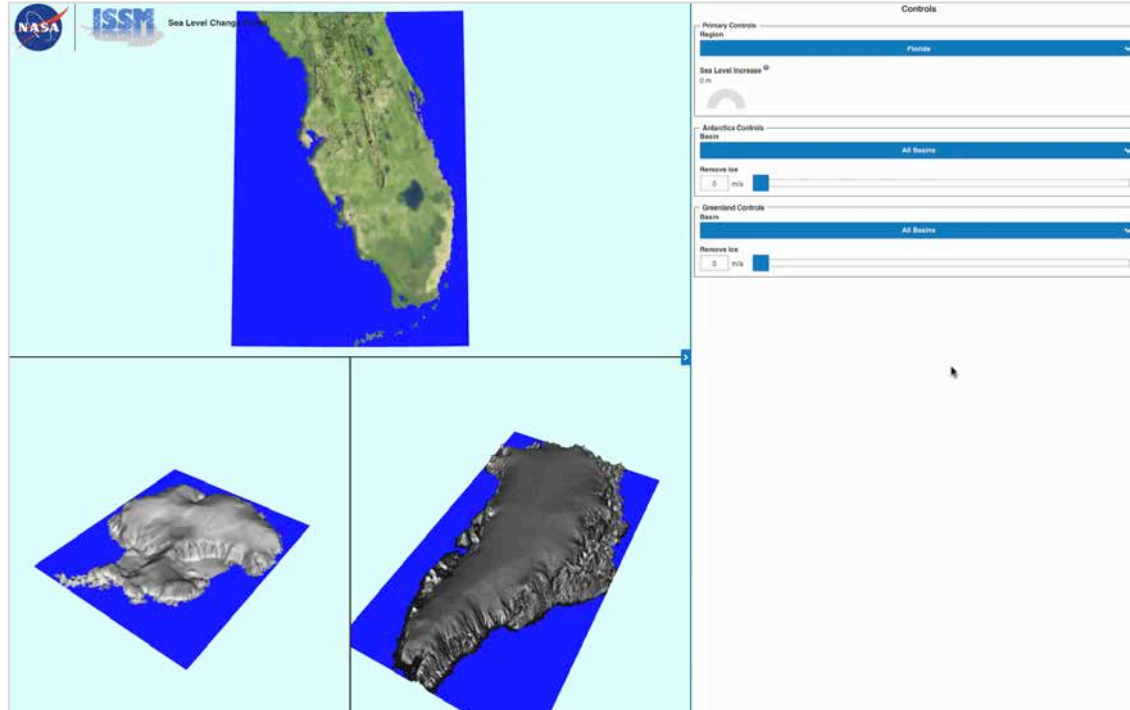 NASA
ISSM
Sea Level Change
Controls
Primary Controls
Region
Florida
Sea Level Increase
0 m
Antarctica Controls
Basin
All Basins
Remove Ice
0 m/a
Greenland Controls
Basin
All Basins
Remove Ice
0 m/a